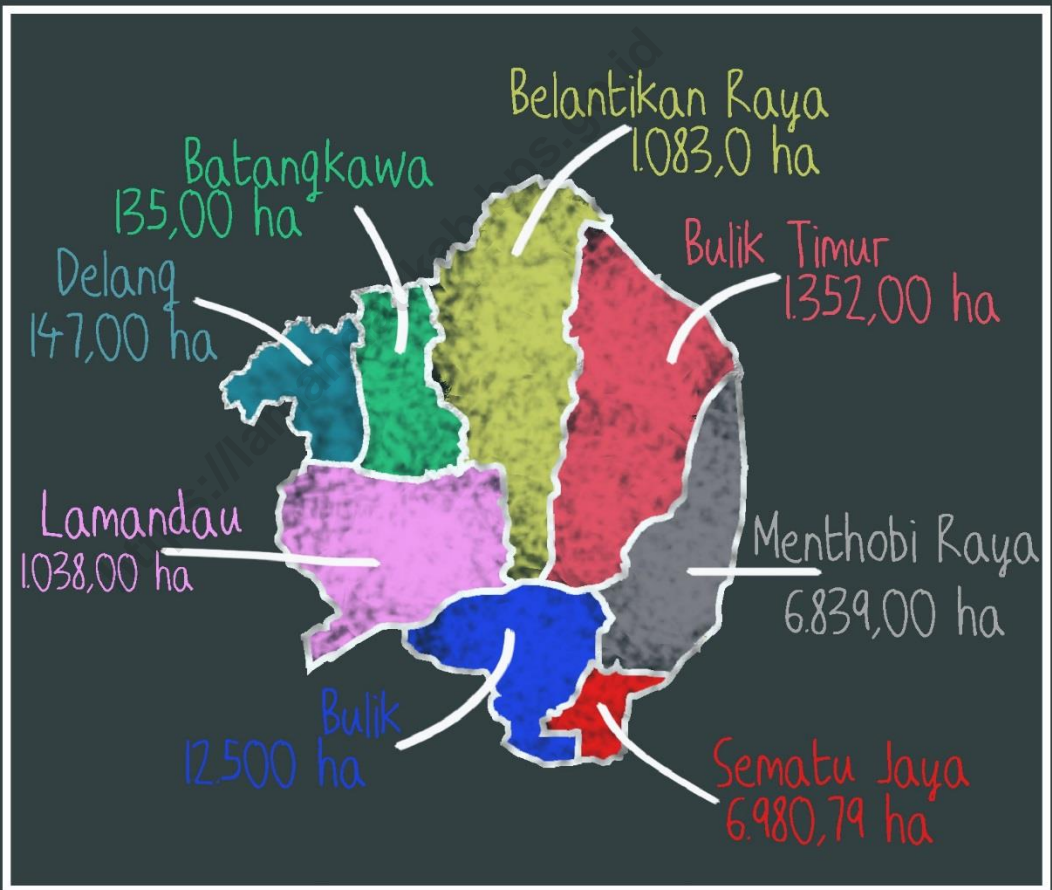 Belantikan Raya
1.083,0 ha
Batangkawa
135,00 ha
Bulik Timur
1.352,00 ha
Delang
147,00 ha
Lamandau
1.038,00 ha
Menthobi Raya
6.839,00 ha
Bulik
12.500 ha
Sematu Jaya
6.980,79 ha